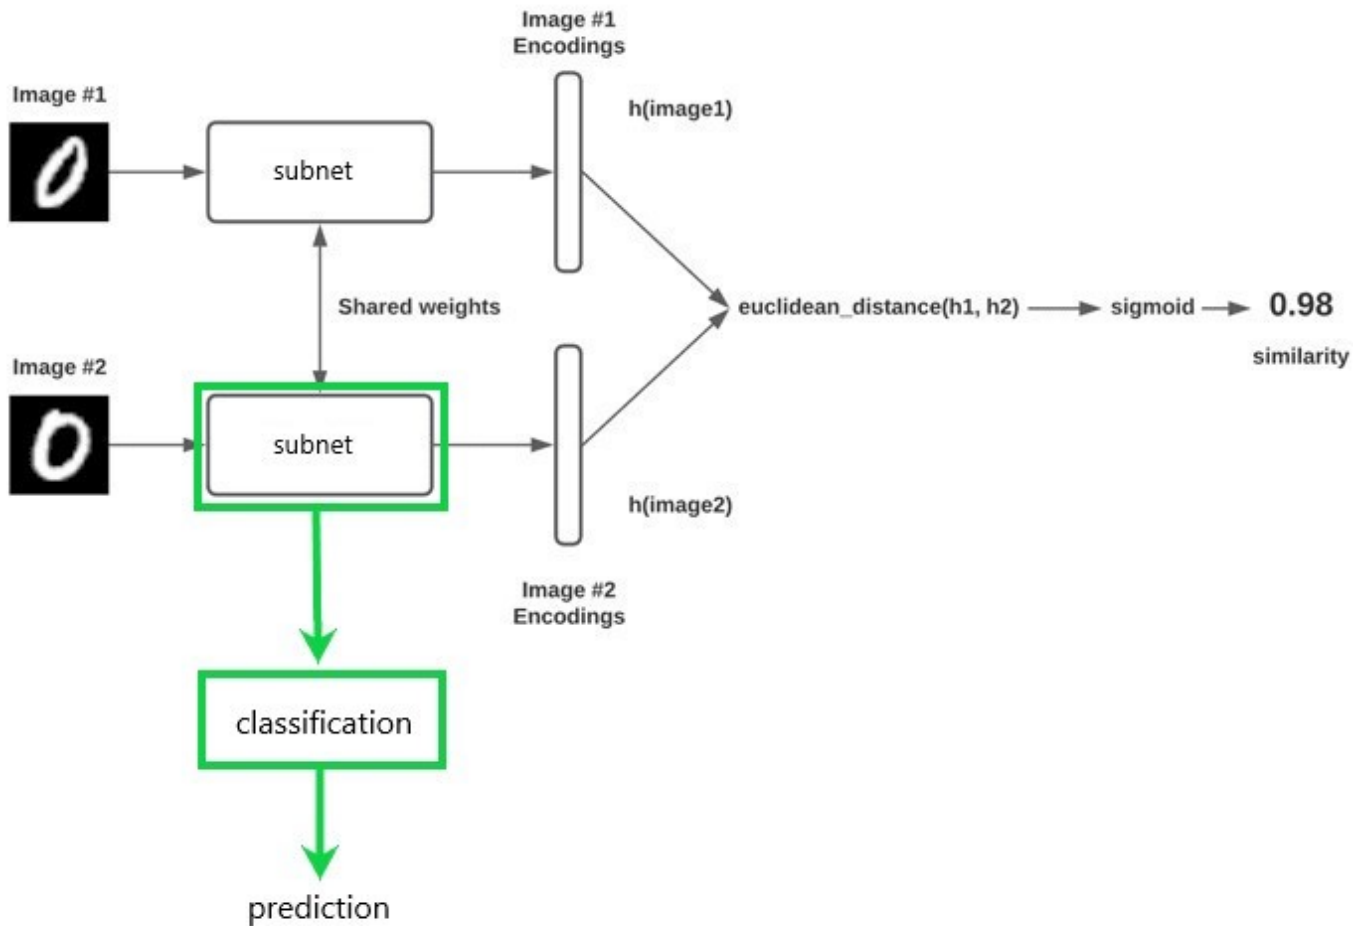 Image #1
Encodings
Image #1
h(image1)
subnet
Shared weights
euclidean_distance(h1, h2)
sigmoid
0.98
similarity
Image #2
subnet
h(image2)
Image #2
Encodings
classification
prediction